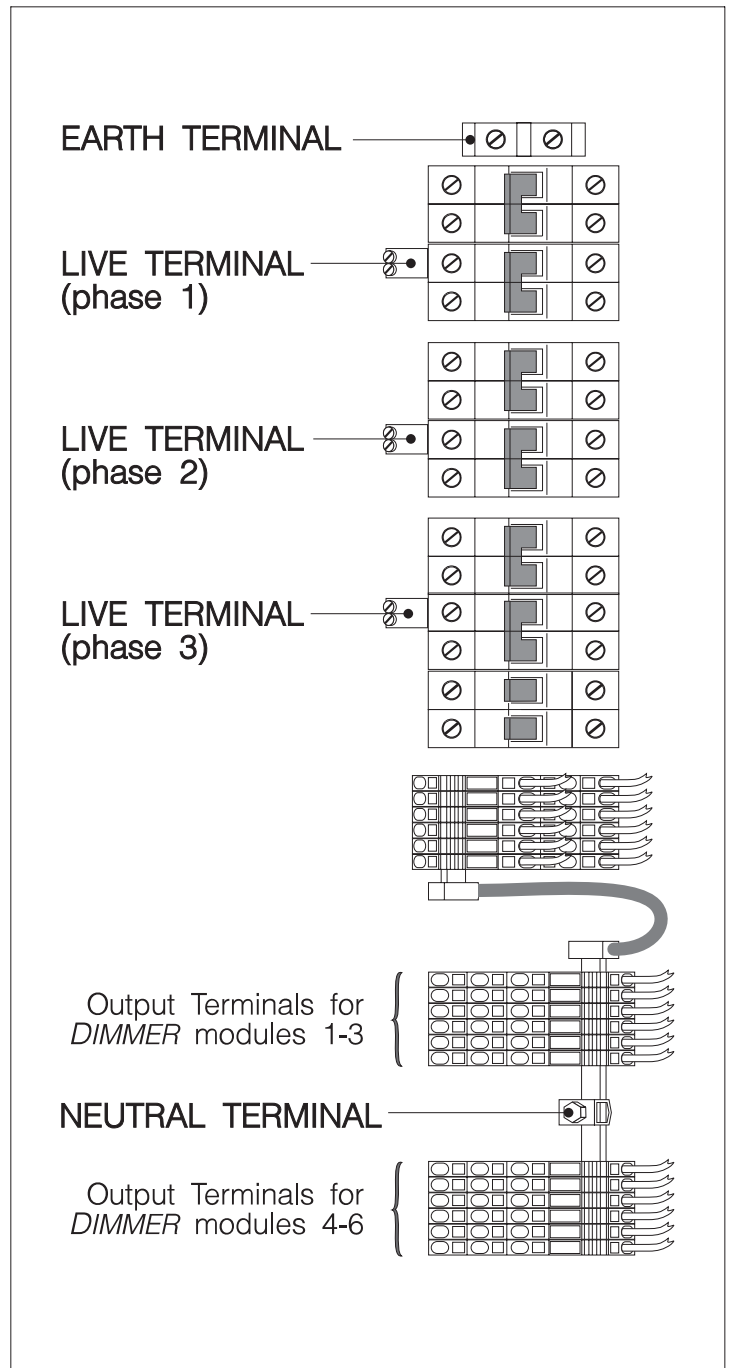 EARTH TERMINAL
LIVE TERMINAL
(phase 1)
LIVE TERMINAL
(phase 2)
LIVE TERMINAL
(phase 3)
Output Terminals for
DIMMER modules 1-3
NEUTRAL TERMINAL
Output Terminals for
DIMMER modules 4-6